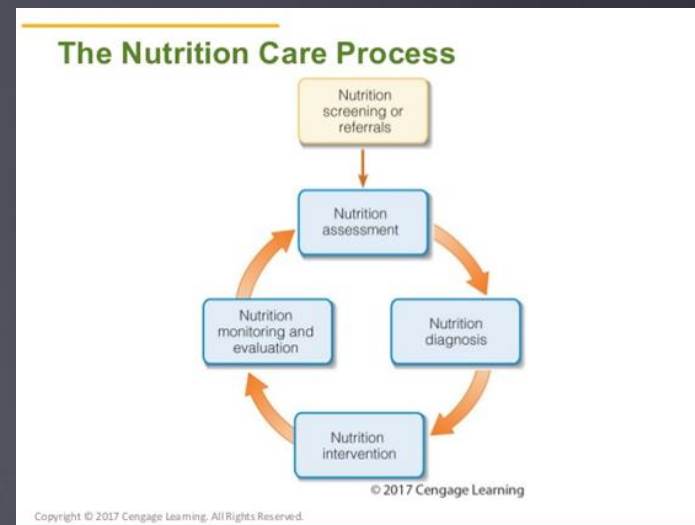 The Nutrition Care Process
Nutrition
screening or
referrals
Nutrition
assessment
Nutrition
monitoring and
evaluation
Nutrition
diagnosis
Nutrition
intervention
© 2017 Cengage Learning
Copyright © 2017 Cengage Learning. All Rights Reserved.